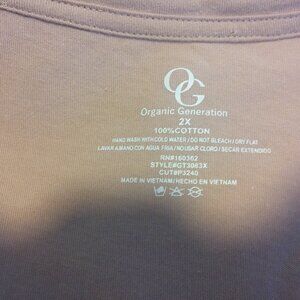 OG
Organic Generation
2X
100%COTTON
HAND WASH WITH COLD WATER / DO NOT BLEACH / DRY FLAT
LAVAR A MANO CON AGUA FRIA / NO USAR CLORO / SECAR EXTENDIDO
RN#160362
STYLE#GT3063X
CUT#P3240
MADE IN VIETNAM/HECHO EN VIETNAM